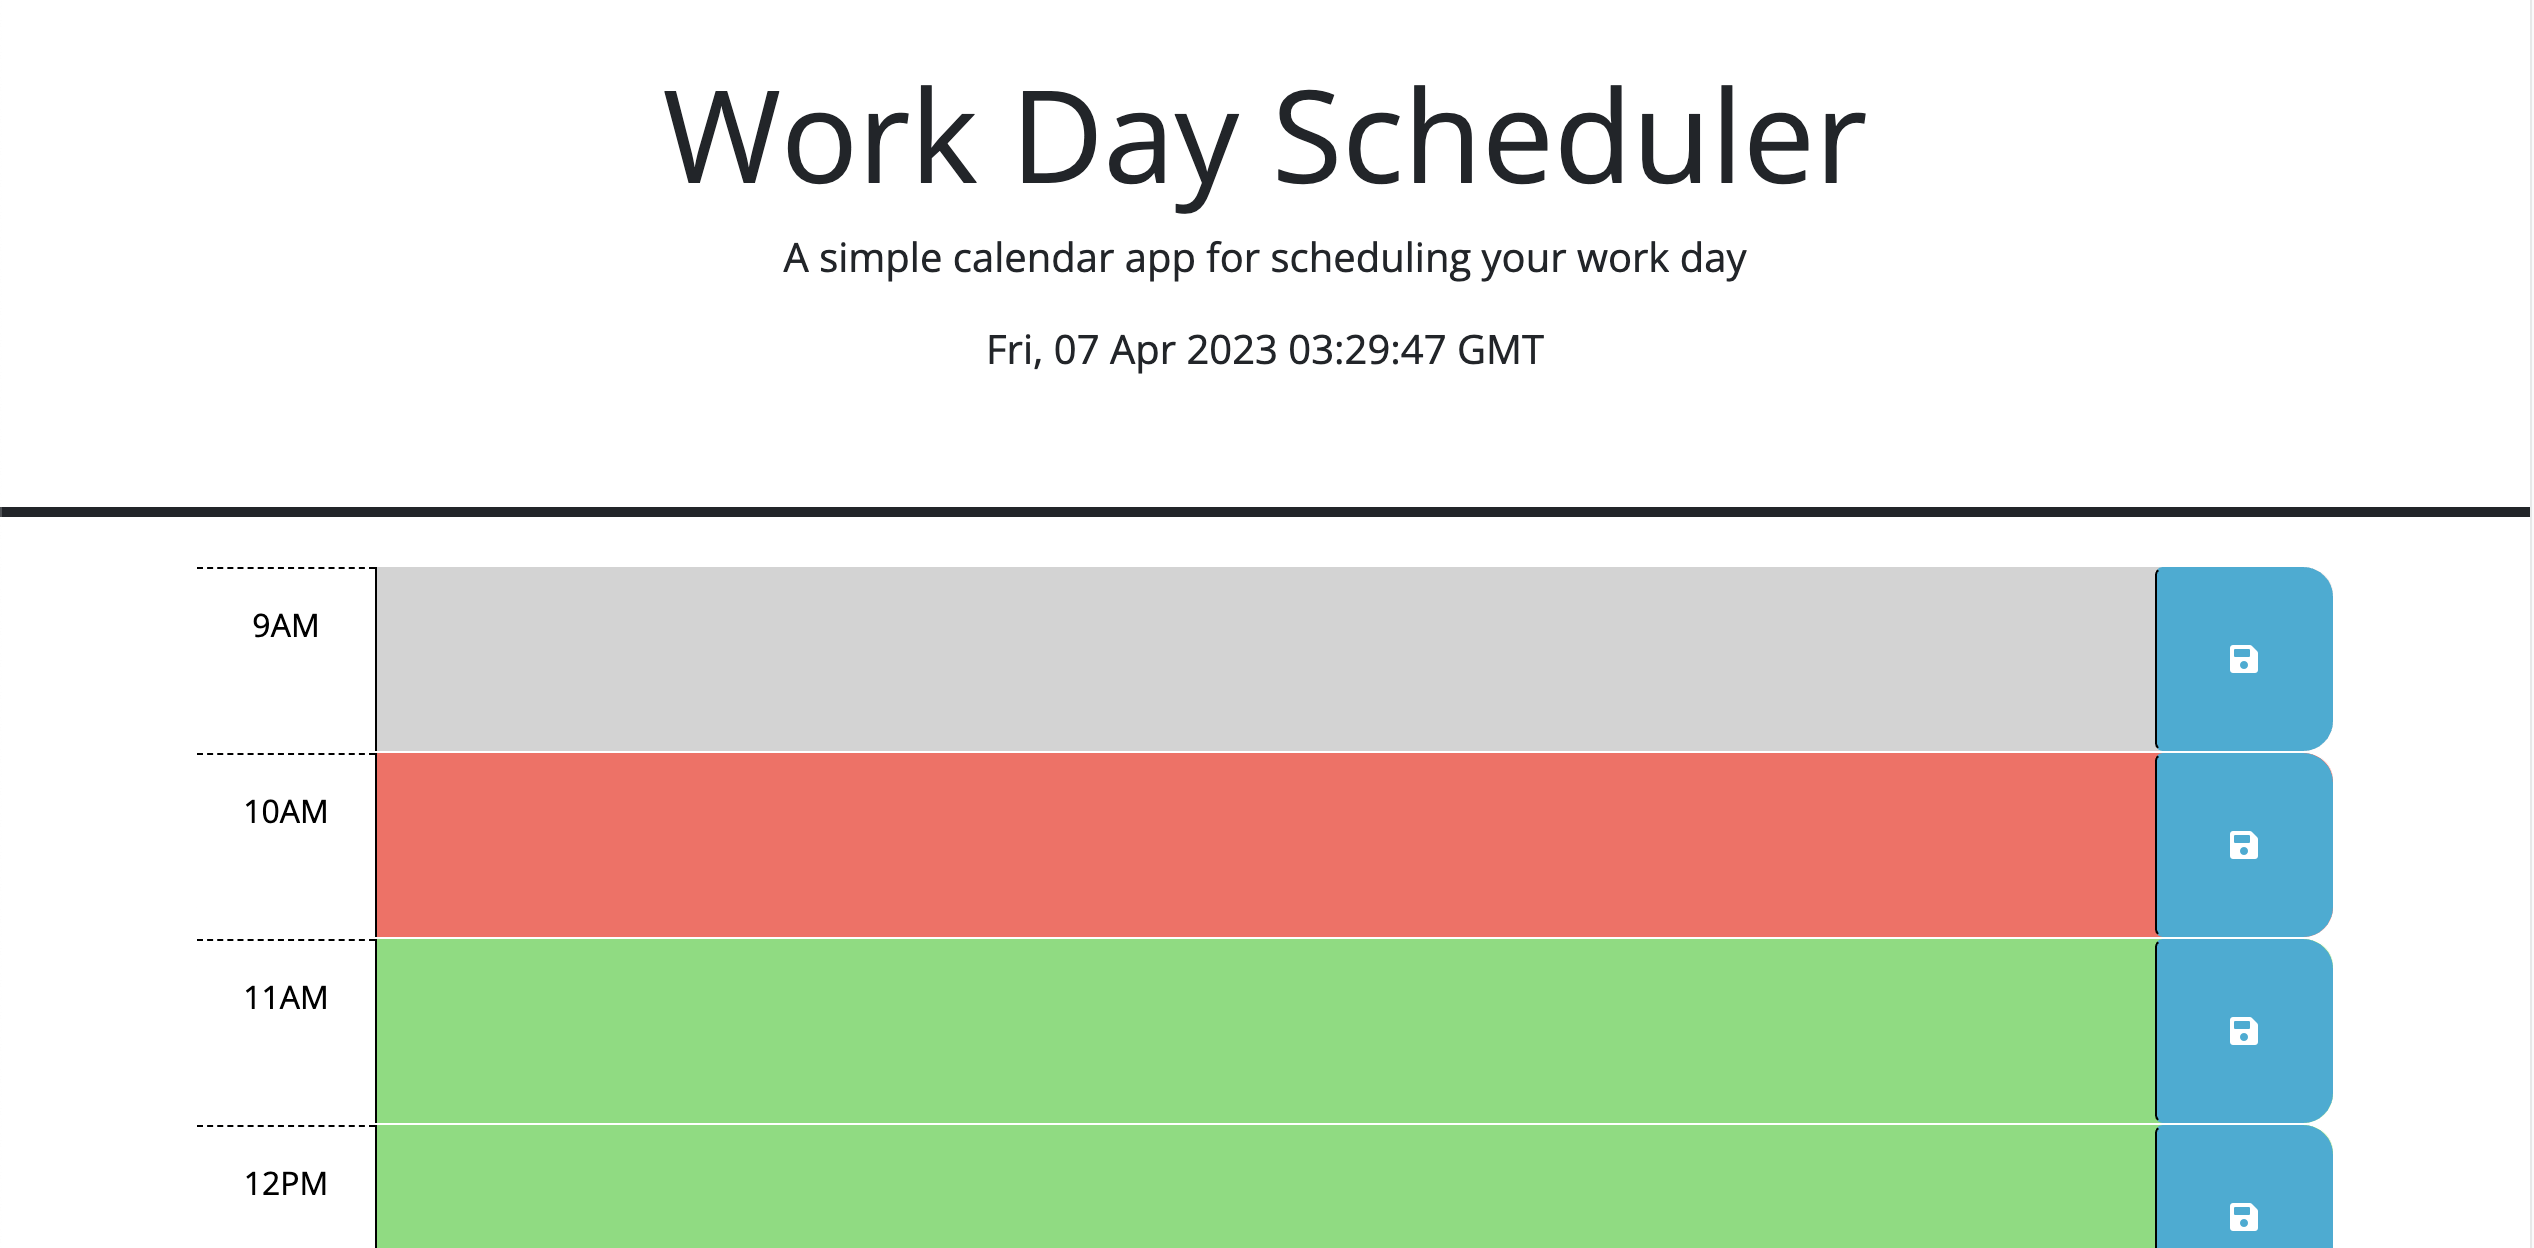 Work Day Scheduler
A simple calendar app for scheduling your work day
Fri, 07 Apr 2023 03:29:47 GMT
9AM
10AM
11AM
12PM